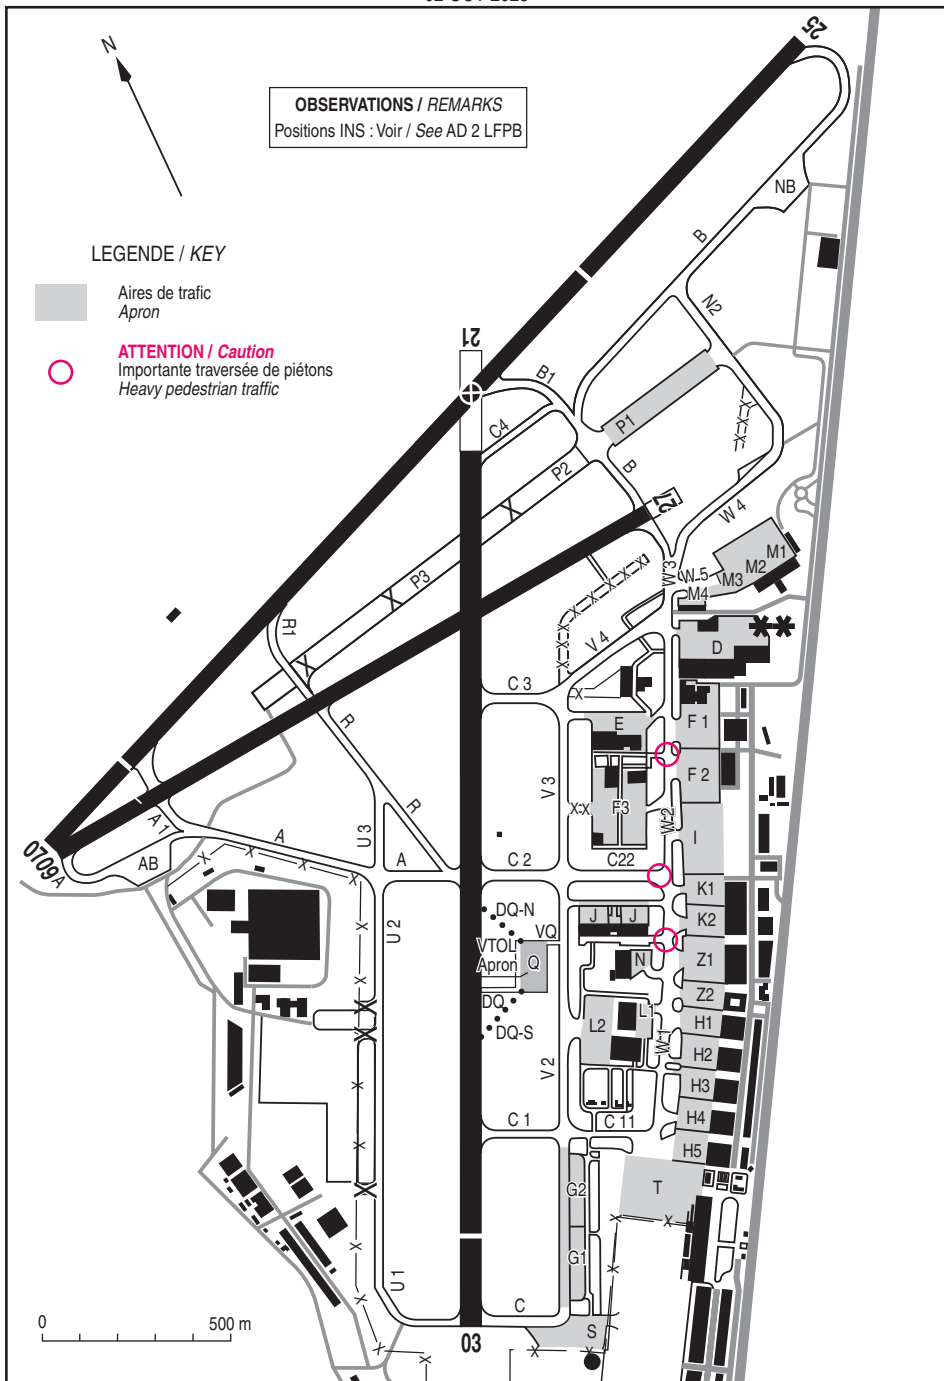 N
OBSERVATIONS / REMARKS
Positions INS : Voir / See AD 2 LFPB
LEGENDE / KEY
Aires de trafic
Apron
ATTENTION / Caution
Importante traversée de piétons
Heavy pedestrian traffic
25
NB
B
N2
21
B1
P1
C4
P2
B
27
W 4
P3
W 3
W 5
M1
M2
M3
M4
R1
V 4
D
C 3
X
E
F 1
R
V 3
F 2
F3
X-X
W-2
R
A 1
A
U 3
A
C 2
C22
I
07
09
A
AB
K1
K2
J
J
DQ-N
VQ
VTOL
Apron
Q
N
Z1
U 2
Z2
DQ
DQ-S
L2
L1
H1
W-1
H2
V 2
H3
C 1
C 11
H4
H5
T
G2
G1
U 1
C
S
03
0
500 m